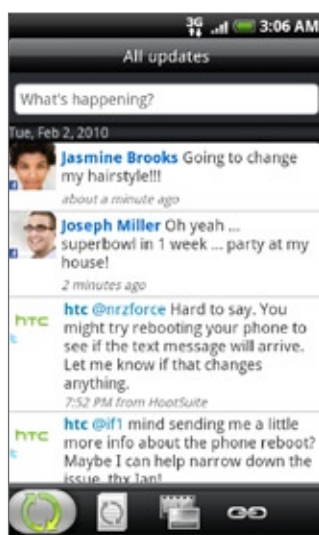 3G 3:06 AM
All updates
What's happening?
Tue, Feb 2, 2010
Jasmine Brooks Going to change
my hairstyle!!!
about a minute ago
Joseph Miller Oh yeah ...
superbowl in 1 week ... party at my
house!
2 minutes ago
htc
htc @nrzforce Hard to say. You
might try rebooting your phone to
see if the text message will arrive.
Let me know if that changes
anything.
7:52 PM from HootSuite
htc
htc @if1 mind sending me a little
more info about the phone reboot?
Maybe I can help narrow down the
issue, thx Ian!